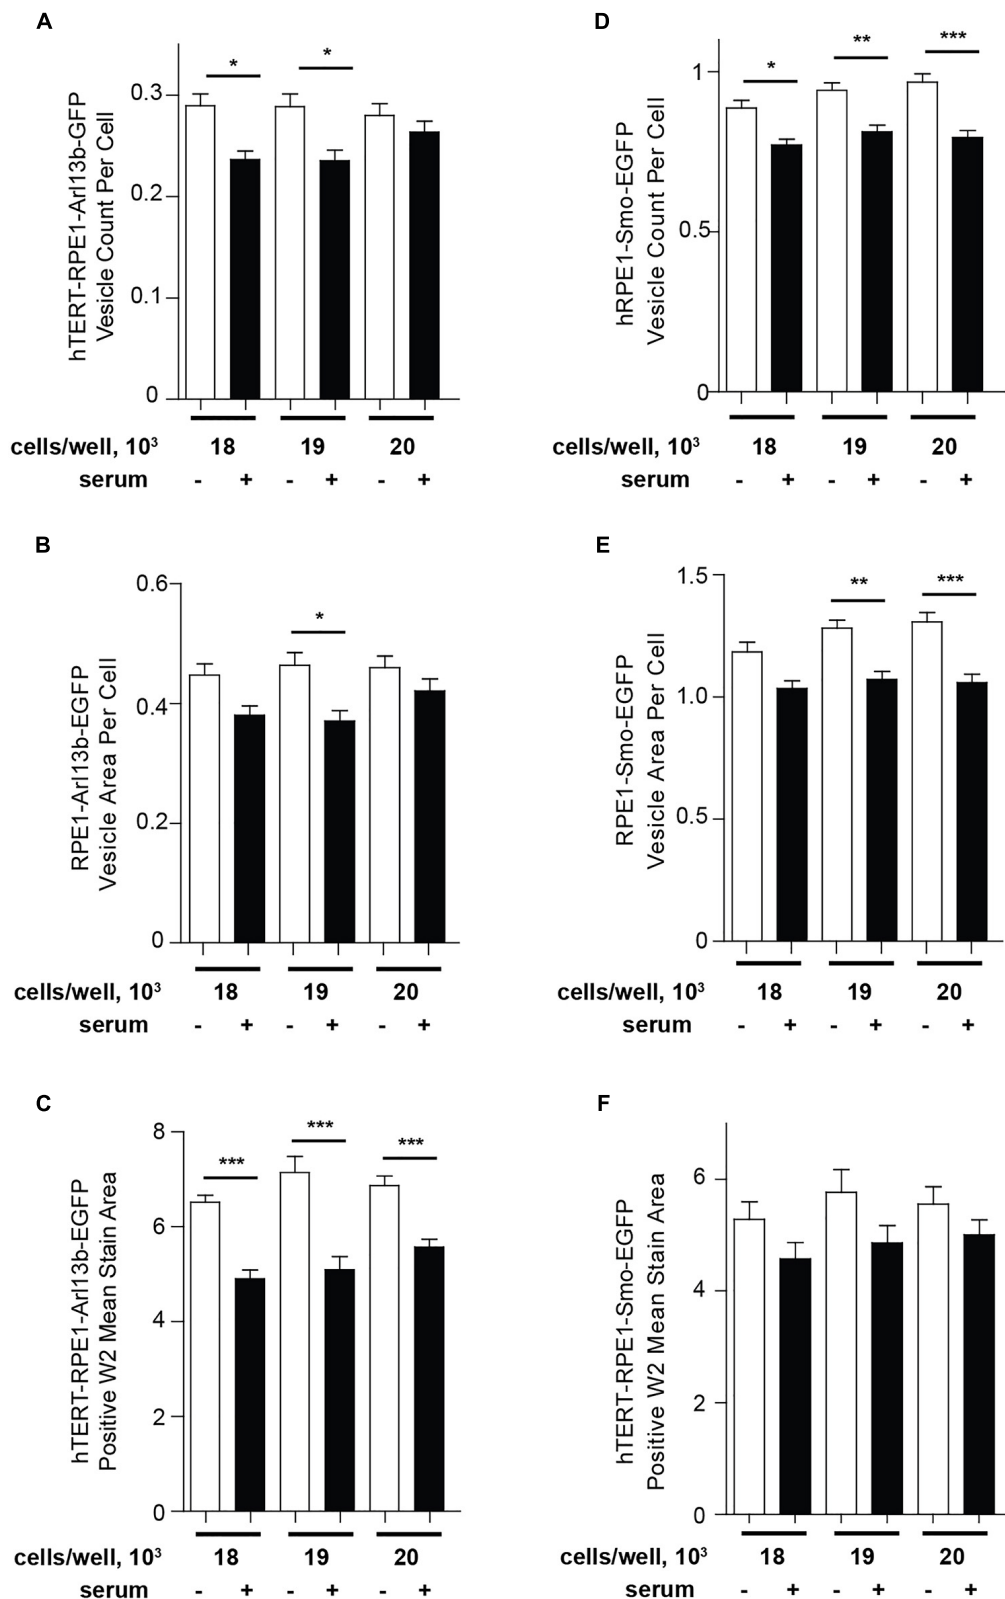 A
hTERT-RPE1-Arl13b-GFP
Vesicle Count Per Cell
0.3
0.2
0.1
0
* *
cells/well, 10³ 18 19 20
serum - + - + - +
D
hRPE1-Smo-EGFP
Vesicle Count Per Cell
1
0.5
0
* ** ***
cells/well, 10³ 18 19 20
serum - + - + - +
B
RPE1-Arl13b-EGFP
Vesicle Area Per Cell
0.6
0.4
0.2
0
*
cells/well, 10³ 18 19 20
serum - + - + - +
E
RPE1-Smo-EGFP
Vesicle Area Per Cell
1.5
1.0
0.5
0
** ***
cells/well, 10³ 18 19 20
serum - + - + - +
C
hTERT-RPE1-Arl13b-EGFP
Positive W2 Mean Stain Area
8
6
4
2
0
*** *** ***
cells/well, 10³ 18 19 20
serum - + - + - +
F
hTERT-RPE1-Smo-EGFP
Positive W2 Mean Stain Area
6
4
2
0
cells/well, 10³ 18 19 20
serum - + - + - +